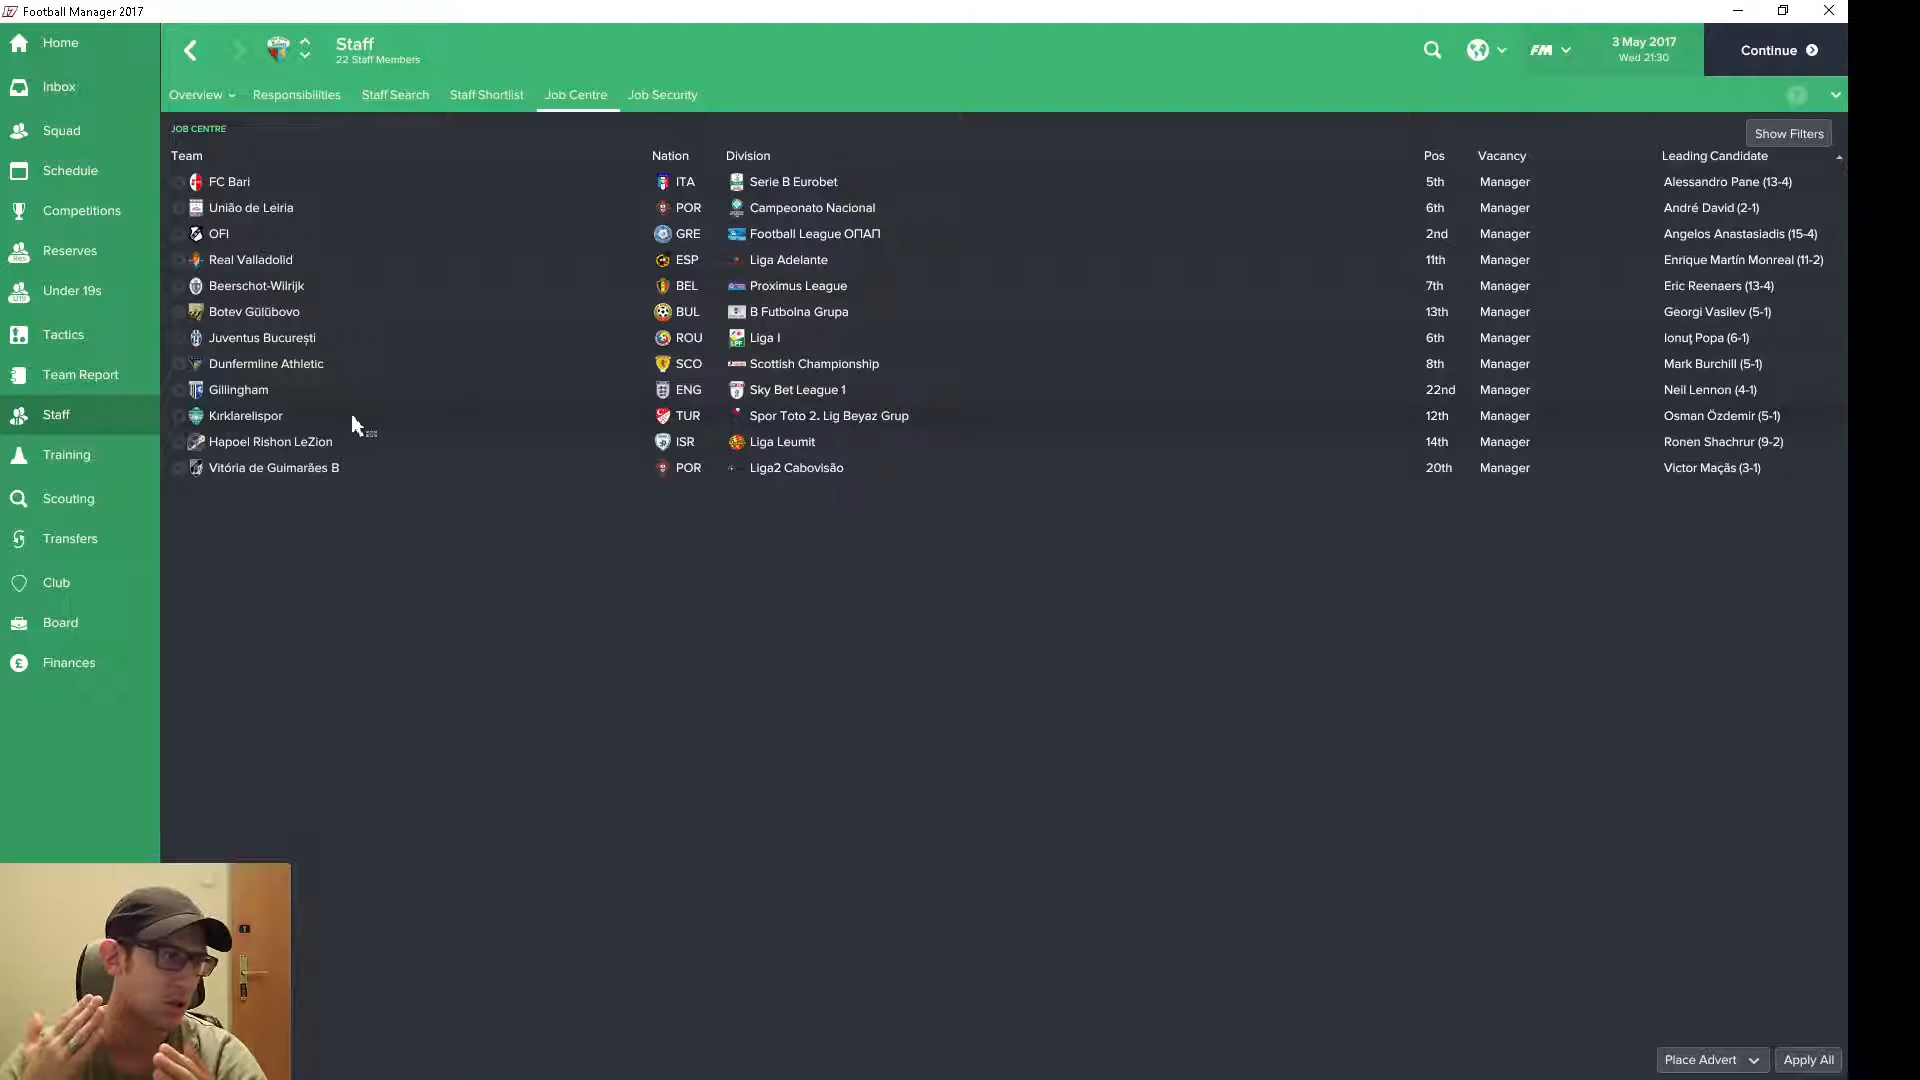 Football Manager 2017
Home
Inbox
Squad
Schedule
Competitions
Reserves
Under 19s
Tactics
Team Report
Staff
Training
Scouting
Transfers
Club
Board
Finances
Staff
22 Staff Members
FM
3 May 2017
Wed 21:30
Continue
Overview Responsibilities Staff Search Staff Shortlist Job Centre Job Security
JOB CENTRE
Show Filters
Team Nation Division Pos Vacancy Leading Candidate
FC Bari ITA Serie B Eurobet 5th Manager Alessandro Pane (13-4)
União de Leiria POR Campeonato Nacional 6th Manager André David (2-1)
OFI GRE Football League ΟΠΑΠ 2nd Manager Angelos Anastasiadis (15-4)
Real Valladolid ESP Liga Adelante 11th Manager Enrique Martín Monreal (11-2)
Beerschot-Wilrijk BEL Proximus League 7th Manager Eric Reenaers (13-4)
Botev Gülübovo BUL B Futbolna Grupa 13th Manager Georgi Vasilev (5-1)
Juventus București ROU Liga I 6th Manager Ionuț Popa (6-1)
Dunfermline Athletic SCO Scottish Championship 8th Manager Mark Burchill (5-1)
Gillingham ENG Sky Bet League 1 22nd Manager Neil Lennon (4-1)
Kırklarelispor TUR Spor Toto 2. Lig Beyaz Grup 12th Manager Osman Özdemir (5-1)
Hapoel Rishon LeZion ISR Liga Leumit 14th Manager Ronen Shachrur (9-2)
Vitória de Guimarães B POR Liga2 Cabovisão 20th Manager Victor Maçãs (3-1)
Place Advert Apply All